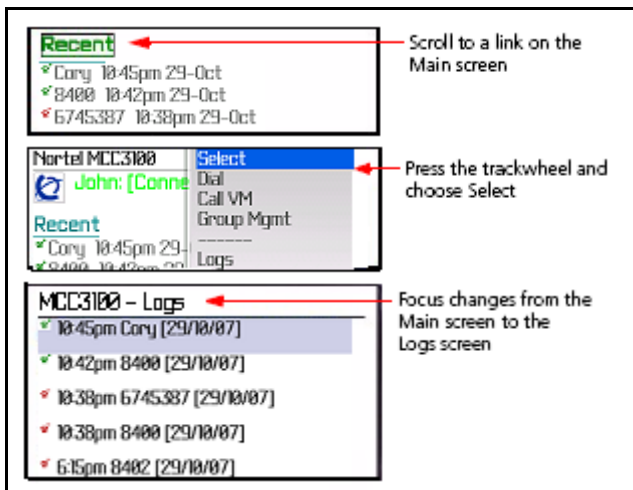 Recent
Cory 10:45pm 29-Oct
8400 10:42pm 29-Oct
6745387 10:38pm 29-Oct
Scroll to a link on the
Main screen
Nortel MCC3100
John: [Conne
Recent
Cory 10:45pm 29-
8400 10:42pm 29
Select
Dial
Call VM
Group Mgmt
------
Logs
Press the trackwheel and
choose Select
MCC3100 - Logs
10:45pm Cory [29/10/07]
10:42pm 8400 [29/10/07]
10:38pm 6745387 [29/10/07]
10:38pm 8400 [29/10/07]
6:15pm 8402 [29/10/07]
Focus changes from the
Main screen to the
Logs screen